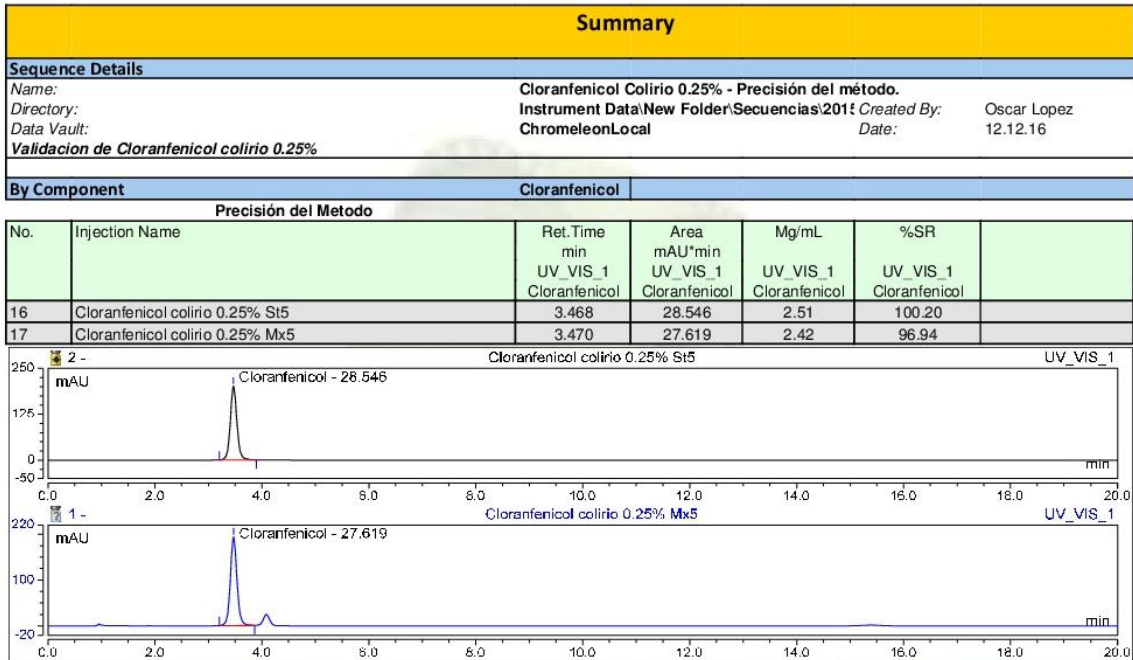 Summary
Sequence Details
Name: Cloranfenicol Colirio 0.25% - Precisión del método.
Directory: Instrument Data\New Folder\Secuencias\2015 Created By: Oscar Lopez
Data Vault: ChromeleonLocal Date: 12.12.16
Validacion de Cloranfenicol colirio 0.25%
By Component Cloranfenicol
Precisión del Metodo
No. Injection Name Ret.Time Area Mg/mL %SR
min mAU*min
UV_VIS_1 UV_VIS_1 UV_VIS_1 UV_VIS_1
Cloranfenicol Cloranfenicol Cloranfenicol Cloranfenicol
16 Cloranfenicol colirio 0.25% St5 3.468 28.546 2.51 100.20
17 Cloranfenicol colirio 0.25% Mx5 3.470 27.619 2.42 96.94
2 - Cloranfenicol colirio 0.25% St5 UV_VIS_1
250
mAU Cloranfenicol - 28.546
175
0
min
-50
0.0 2.0 4.0 6.0 8.0 10.0 12.0 14.0 16.0 18.0 20.0
1 - Cloranfenicol colirio 0.25% Mx5 UV_VIS_1
220
mAU Cloranfenicol - 27.619
100
min
-20
0.0 2.0 4.0 6.0 8.0 10.0 12.0 14.0 16.0 18.0 20.0